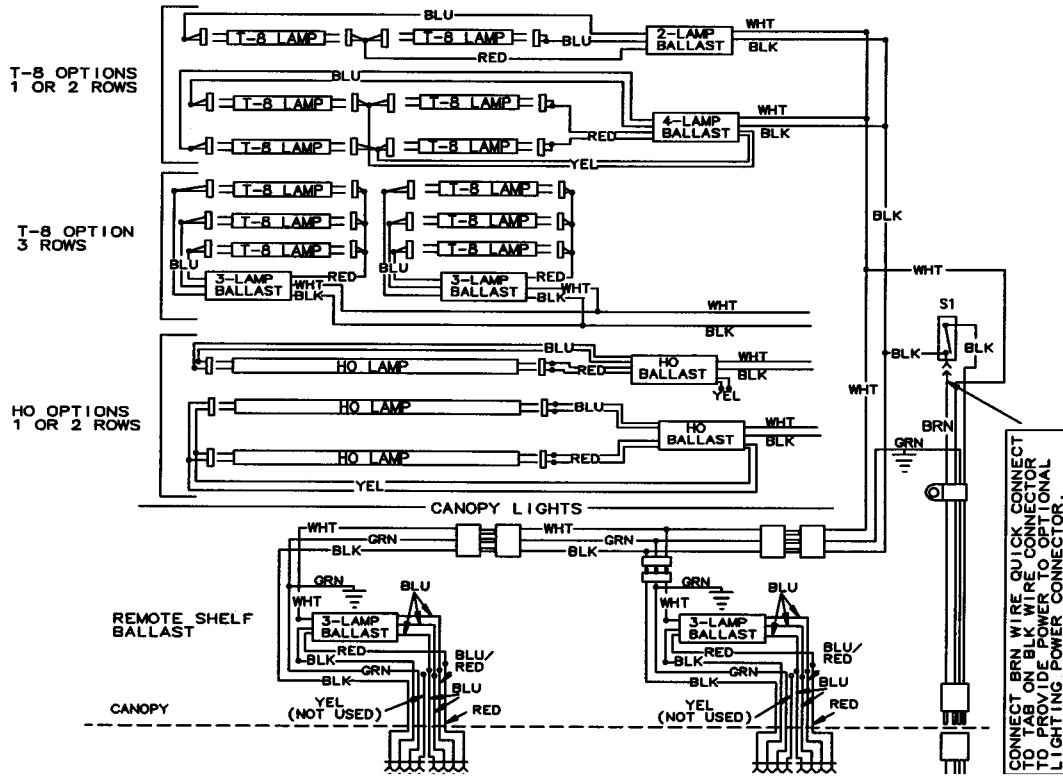 BLU
WHT
T-8 LAMP
T-8 LAMP
BLU
2-LAMP
BALLAST
BLK
RED
T-8 OPTIONS
1 OR 2 ROWS
BLU
T-8 LAMP
T-8 LAMP
WHT
4-LAMP
BALLAST
RED
BLK
T-8 LAMP
T-8 LAMP
YEL
T-8 LAMP
T-8 LAMP
T-8 OPTION
3 ROWS
T-8 LAMP
T-8 LAMP
BLK
T-8 LAMP
T-8 LAMP
BLU
RED
BLU
RED
WHT
3-LAMP
BALLAST
WHT
BLK
3-LAMP
BALLAST
WHT
BLK
WHT
BLK
S1
BLU
BLK
BLK
HO LAMP
RED
HO
BALLAST
WHT
BLK
YEL
WHT
HO OPTIONS
1 OR 2 ROWS
HO LAMP
BLU
WHT
HO
BALLAST
BLK
BRN
GRN
HO LAMP
RED
YEL
CONNECT BRN WIRE QUICK CONNECT
TO TAB ON BLK WIRE CONNECTOR
TO PROVIDE POWER TO OPTIONAL
LIGHTING POWER CONNECTOR.
CANOPY LIGHTS
WHT
WHT
GRN
GRN
BLK
BLK
GRN
BLU
GRN
BLU
WHT
WHT
REMOTE SHELF
BALLAST
3-LAMP
BALLAST
3-LAMP
BALLAST
RED
BLU/
RED
RED
BLU/
RED
BLK
GRN
BLK
BLU
BLK
GRN
BLK
BLU
YEL
(NOT USED)
RED
YEL
(NOT USED)
RED
CANOPY